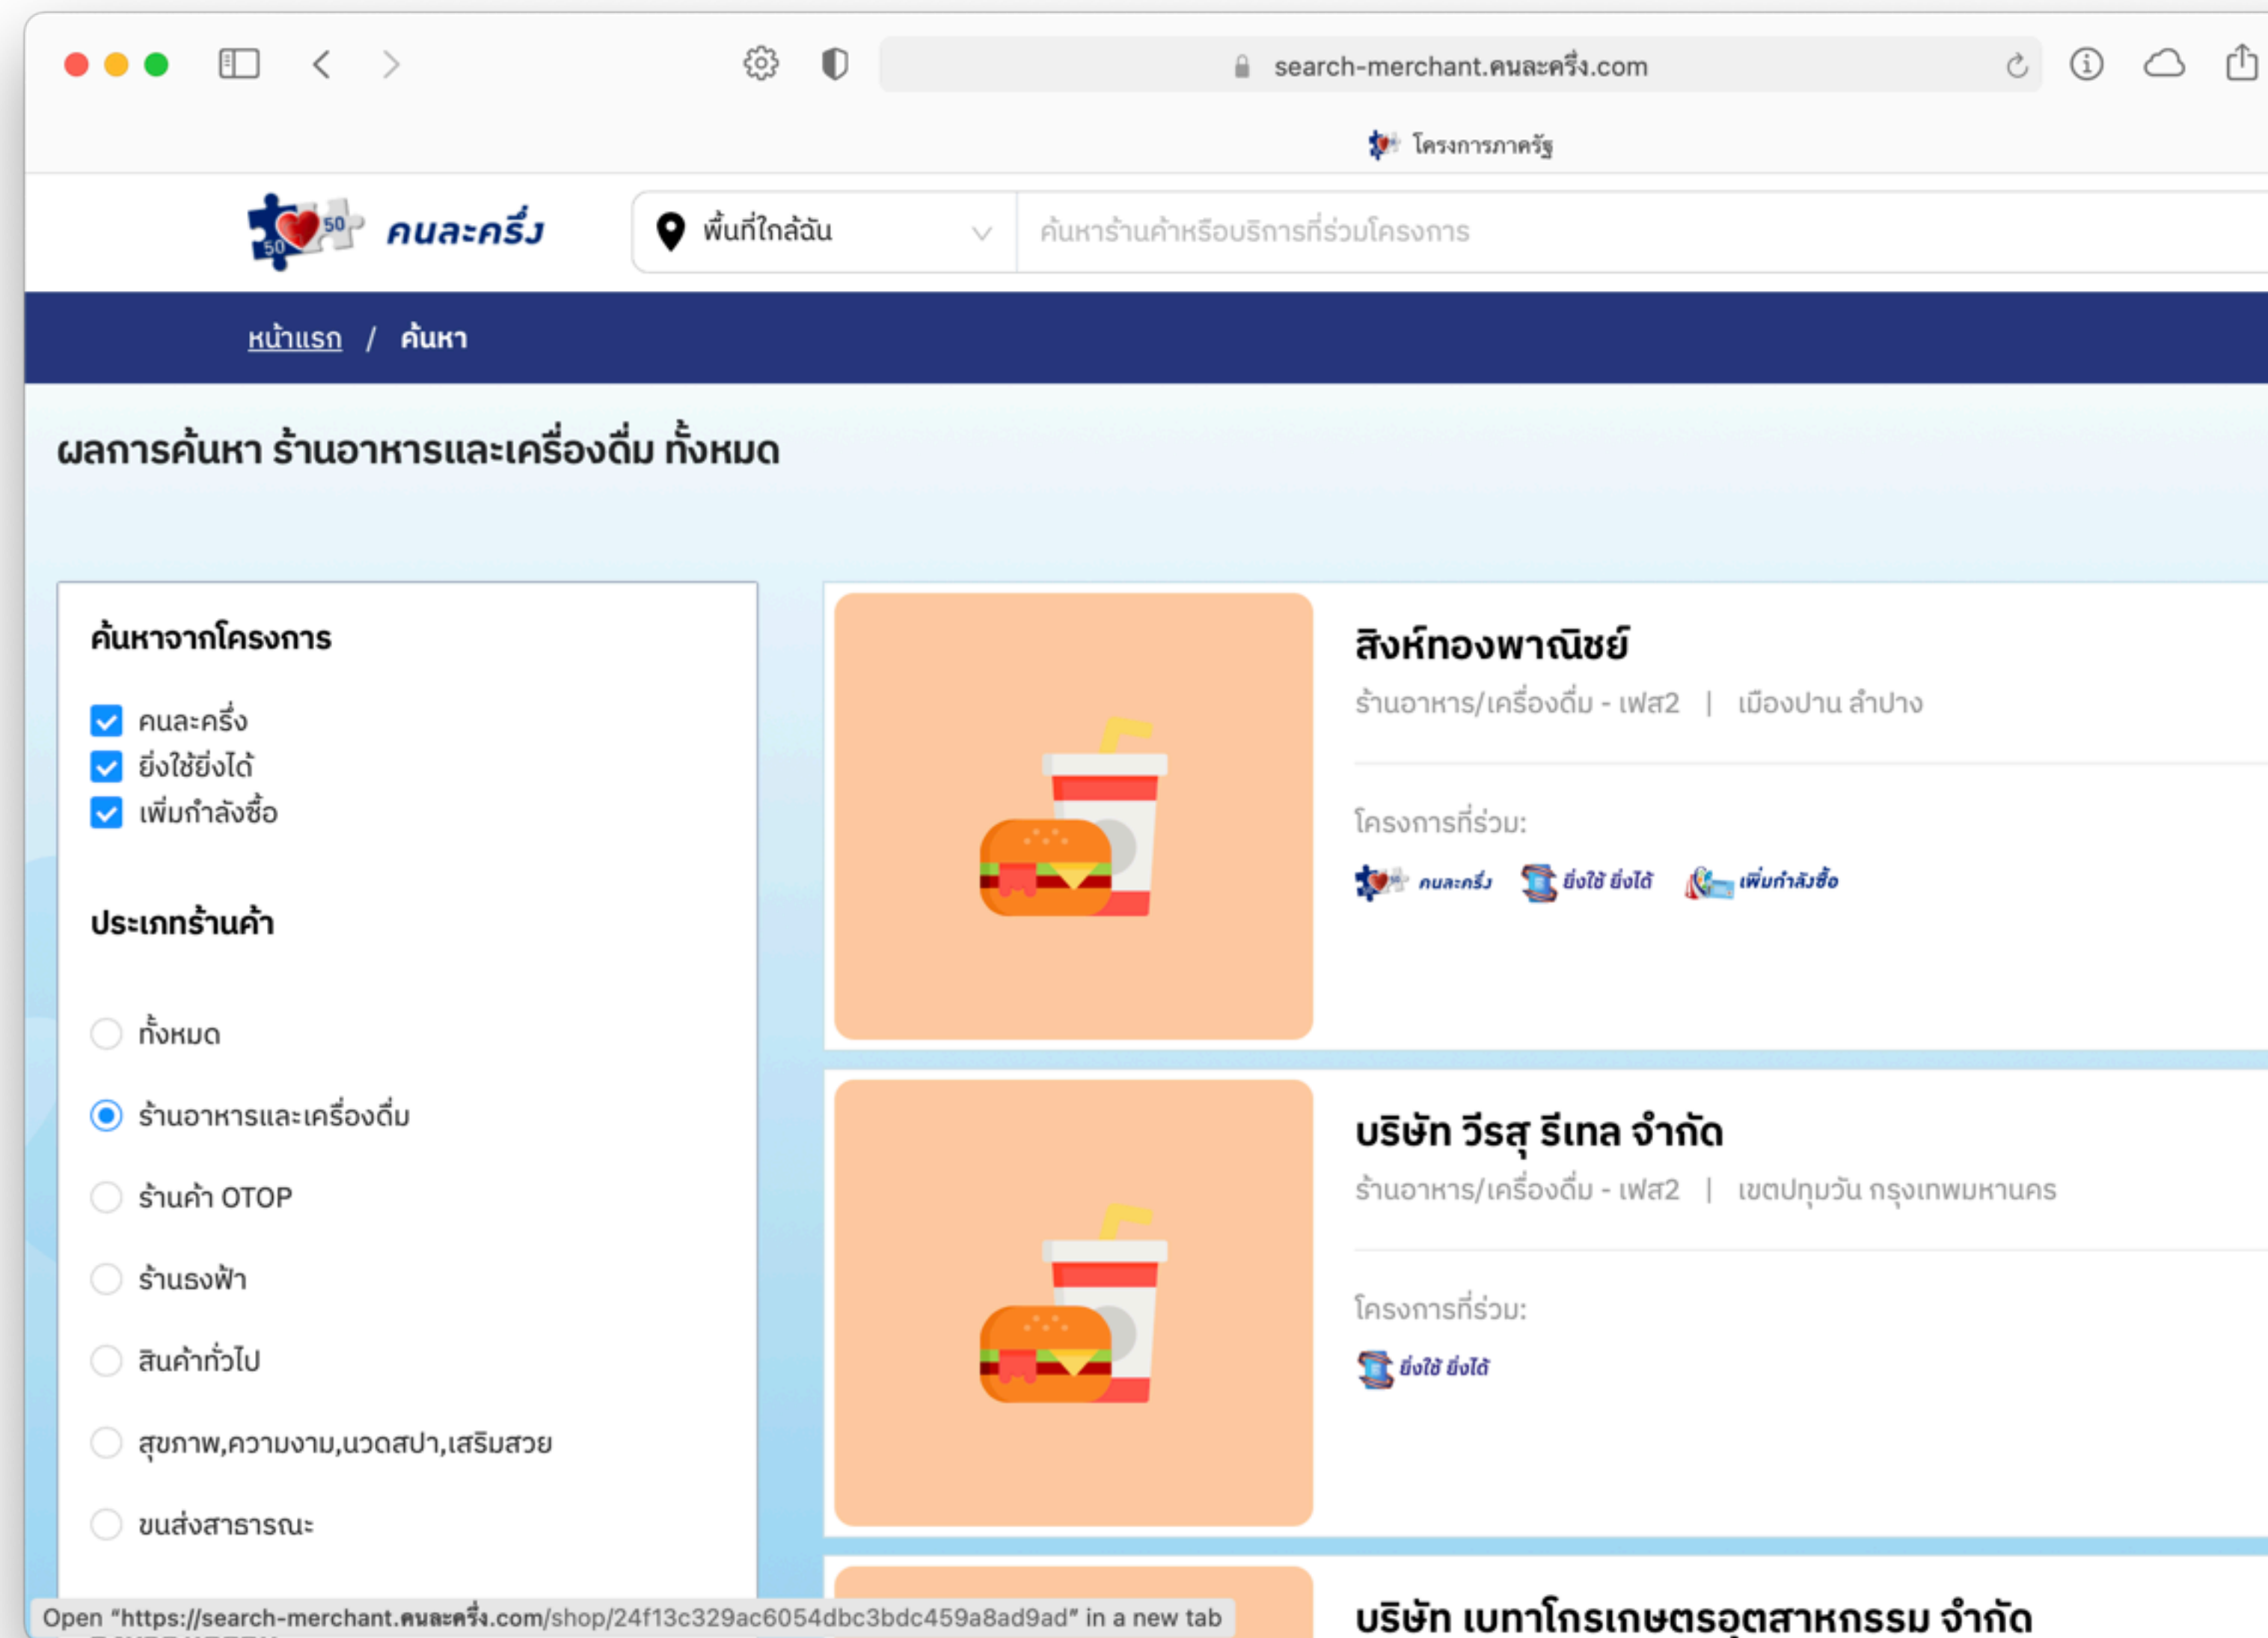 search-merchant.คนละครึ่ง.com
โครงการภาครัฐ
50 50 คนละครึ่ง
พื้นที่ใกล้ฉัน
ค้นหาร้านค้าหรือบริการที่ร่วมโครงการ
หน้าแรก / ค้นหา
ผลการค้นหา ร้านอาหารและเครื่องดื่ม ทั้งหมด
ค้นหาจากโครงการ
คนละครึ่ง
ยิ่งใช้ยิ่งได้
เพิ่มกำลังซื้อ
ประเภทร้านค้า
ทั้งหมด
ร้านอาหารและเครื่องดื่ม
ร้านค้า OTOP
ร้านธงฟ้า
สินค้าทั่วไป
สุขภาพ,ความงาม,นวดสปา,เสริมสวย
ขนส่งสาธารณะ
สิงห์ทองพาณิชย์
ร้านอาหาร/เครื่องดื่ม - เฟส2 | เมืองปาน ลำปาง
โครงการที่ร่วม:
คนละครึ่ง ยิ่งใช้ ยิ่งได้ เพิ่มกำลังซื้อ
บริษัท วีรสุ รีเทล จำกัด
ร้านอาหาร/เครื่องดื่ม - เฟส2 | เขตปทุมวัน กรุงเทพมหานคร
โครงการที่ร่วม:
ยิ่งใช้ ยิ่งได้
บริษัท เบทาโกรเกษตรอุตสาหกรรม จำกัด
Open "https://search-merchant.คนละครึ่ง.com/shop/24f13c329ac6054dbc3bdc459a8ad9ad" in a new tab